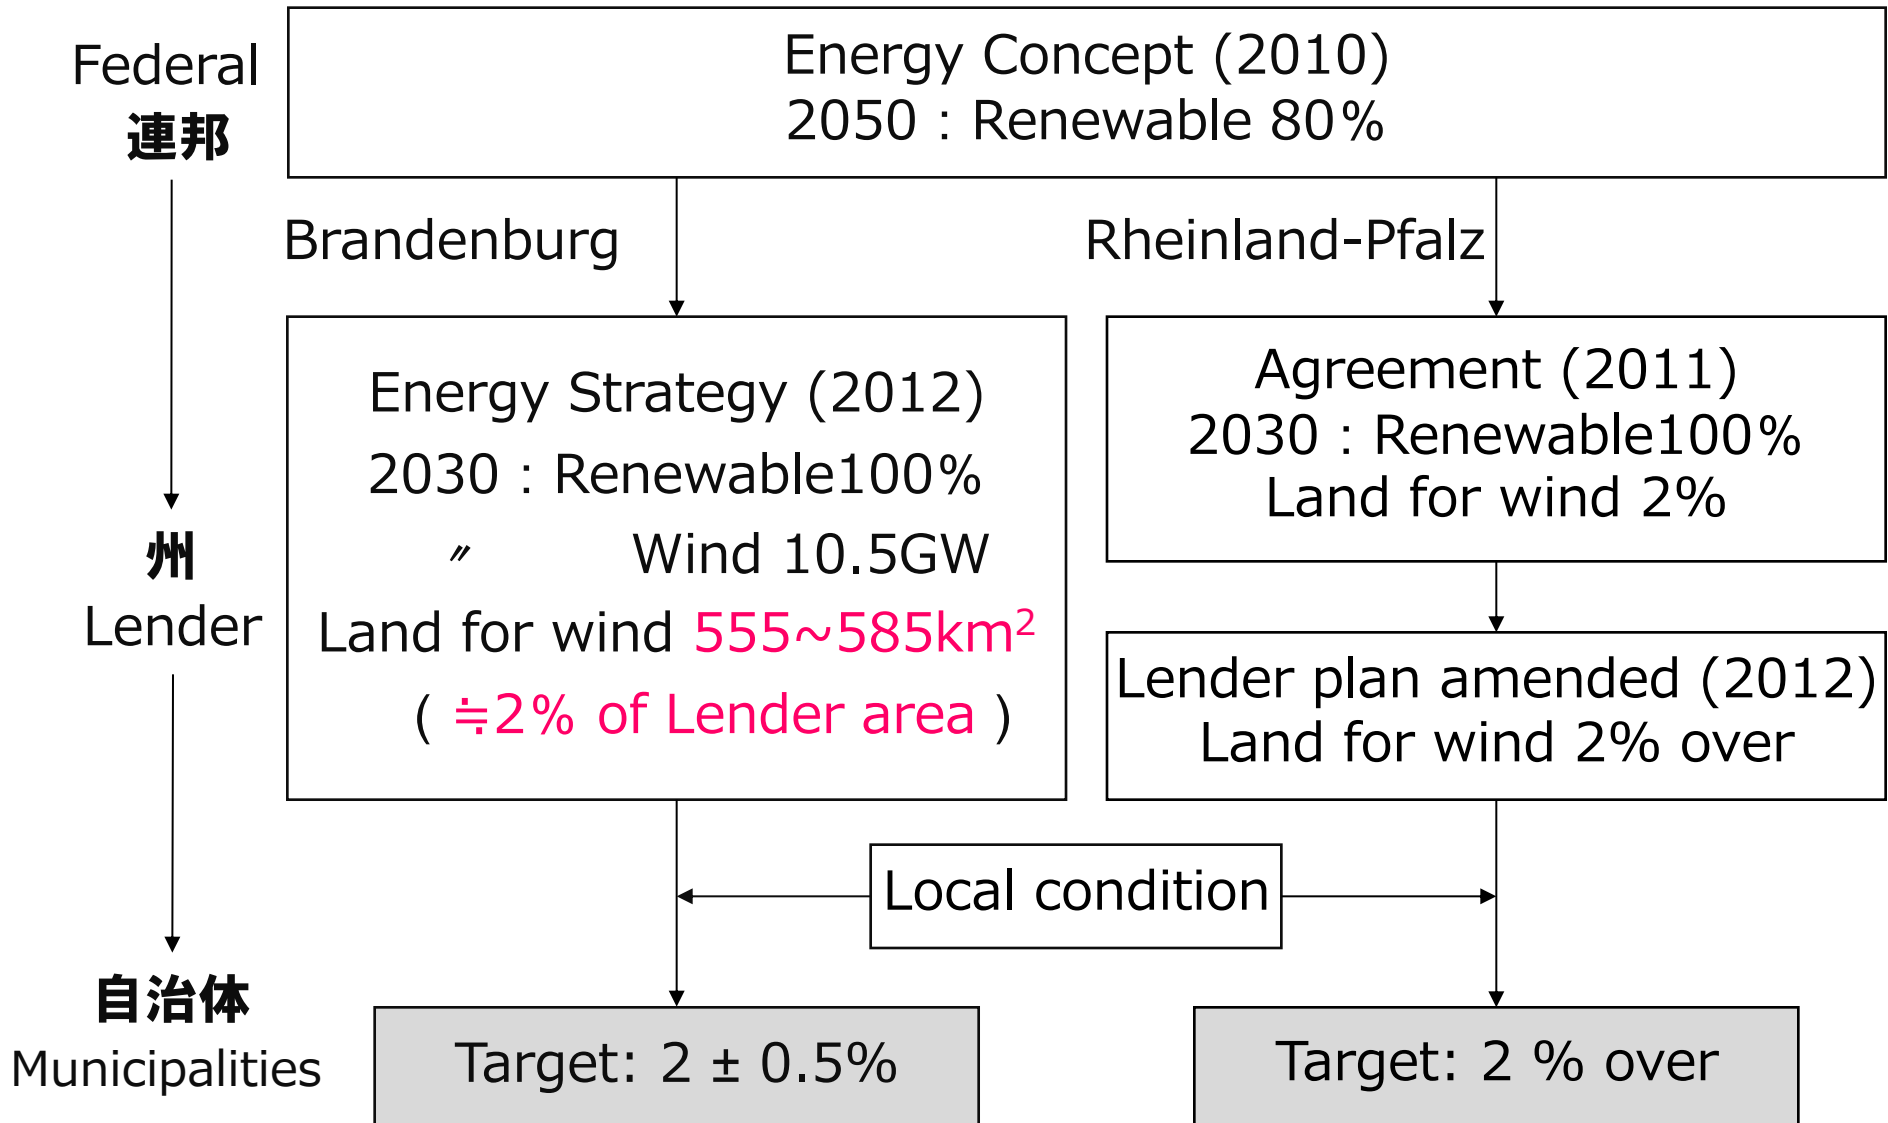 Federal
連邦
Energy Concept (2010)
2050 : Renewable 80%
Brandenburg
Rheinland-Pfalz
州
Lender
Energy Strategy (2012)
2030 : Renewable100%
〃 Wind 10.5GW
Land for wind 555~585km²
( ≒2% of Lender area )
Agreement (2011)
2030 : Renewable100%
Land for wind 2%
Lender plan amended (2012)
Land for wind 2% over
Local condition
自治体
Municipalities
Target: 2 ± 0.5%
Target: 2 % over